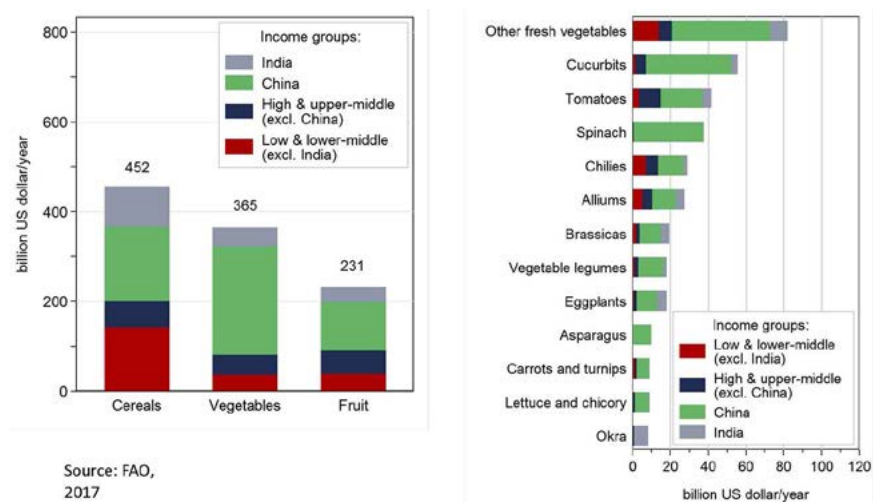 800
600
400
200
0
billion US dollar/year
Income groups:
India
China
High & upper-middle
(excl. China)
Low & lower-middle
(excl. India)
452
365
231
Cereals
Vegetables
Fruit
Source: FAO,
2017
Other fresh vegetables
Cucurbits
Tomatoes
Spinach
Chilies
Alliums
Brassicas
Vegetable legumes
Eggplants
Asparagus
Carrots and turnips
Lettuce and chicory
Okra
Income groups:
Low & lower-middle
(excl. India)
High & upper-middle
(excl. China)
China
India
0 20 40 60 80 100 120
billion US dollar/year